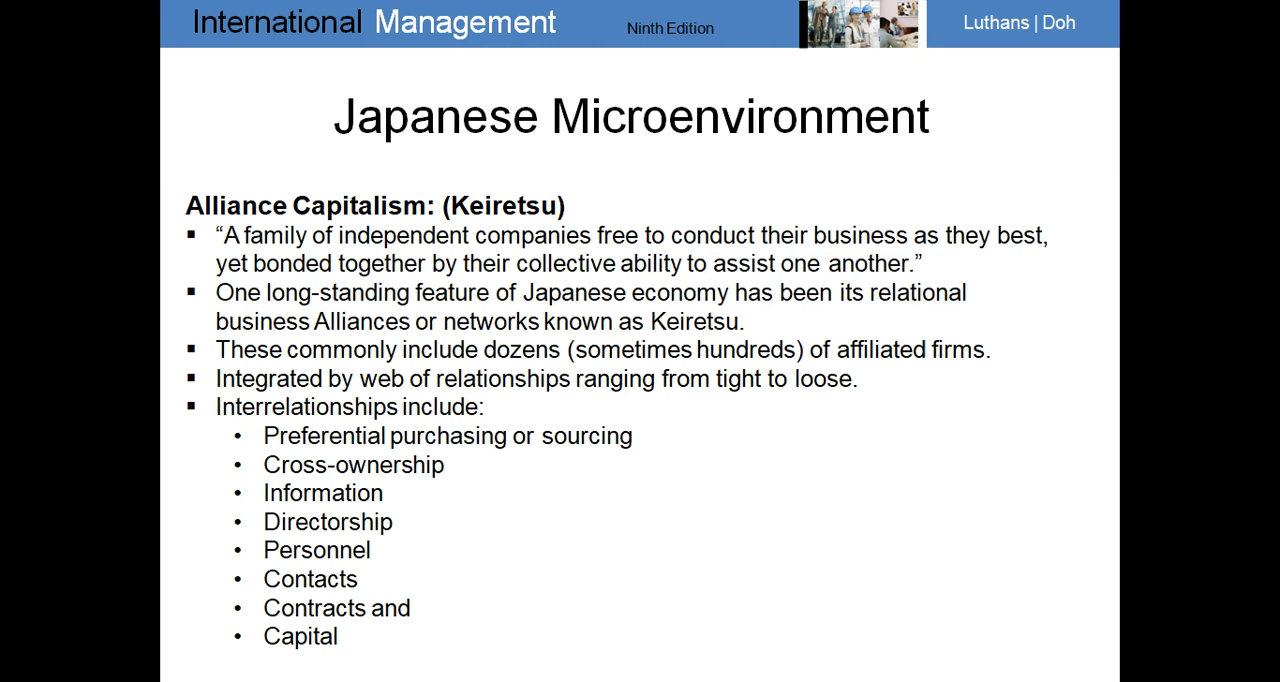 International Management
Ninth Edition
Luthans | Doh
Japanese Microenvironment
Alliance Capitalism: (Keiretsu)
▪ “A family of independent companies free to conduct their business as they best,
yet bonded together by their collective ability to assist one another.”
▪ One long-standing feature of Japanese economy has been its relational
business Alliances or networks known as Keiretsu.
▪ These commonly include dozens (sometimes hundreds) of affiliated firms.
▪ Integrated by web of relationships ranging from tight to loose.
▪ Interrelationships include:
• Preferential purchasing or sourcing
• Cross-ownership
• Information
• Directorship
• Personnel
• Contacts
• Contracts and
• Capital